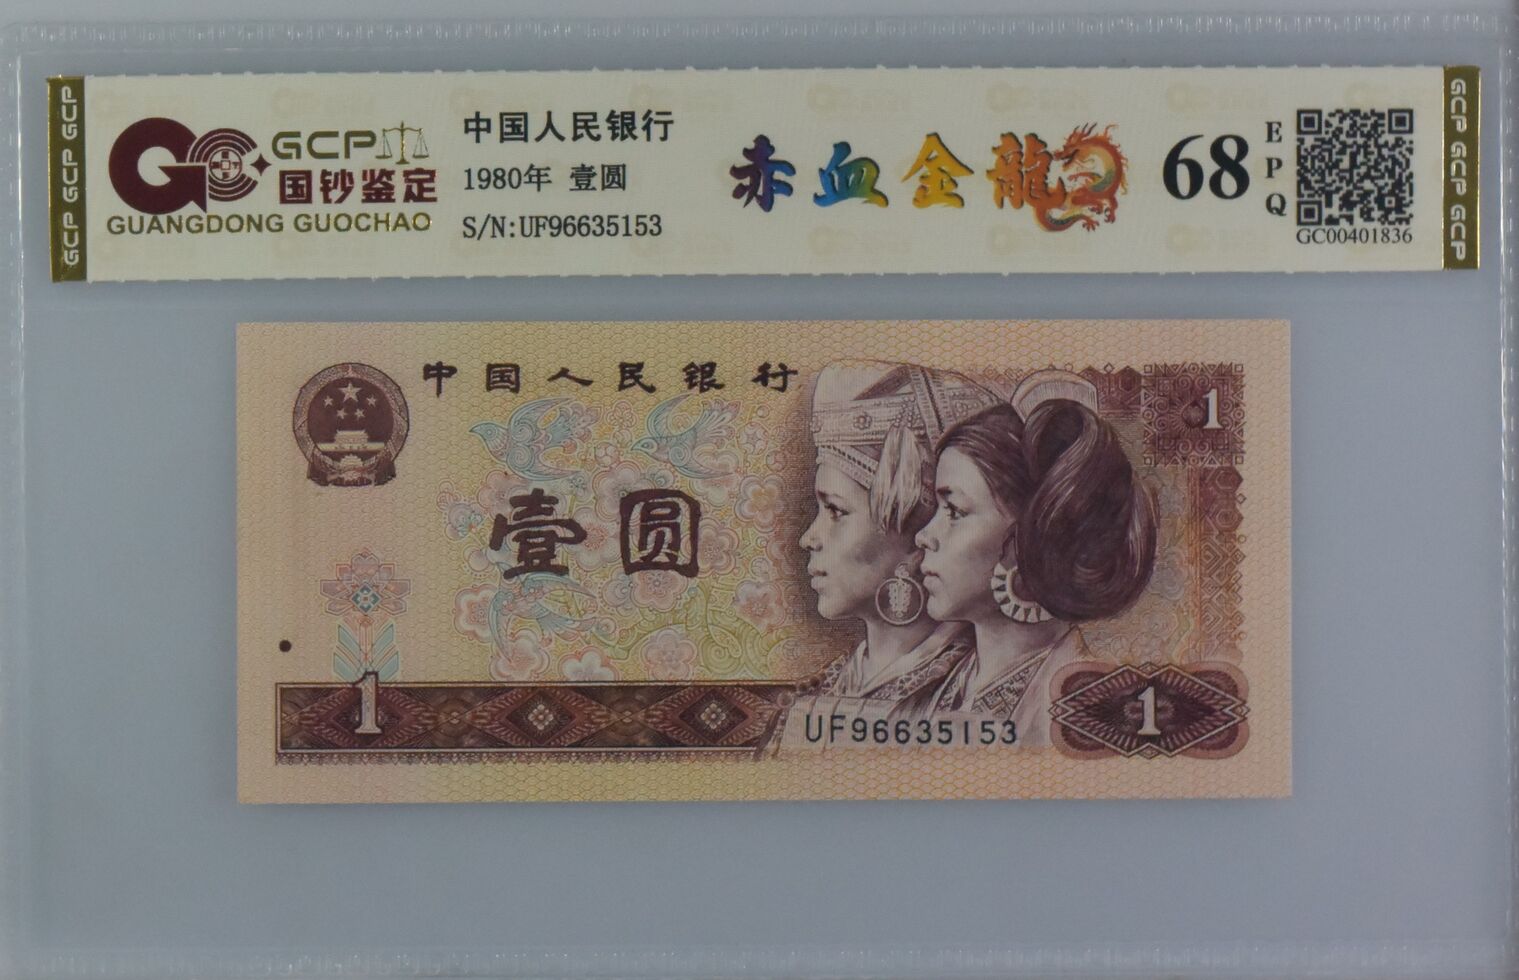 GCP GCP GCP
GCP
国钞鉴定
GUANGDONG GUOCHAO
中国人民银行
1980年 壹圆
S/N:UF96635153
赤血金龍
68
EPQ
GC00401836
GCP GCP GCP
中国人民银行
1
壹圆
1
UF96635153
1